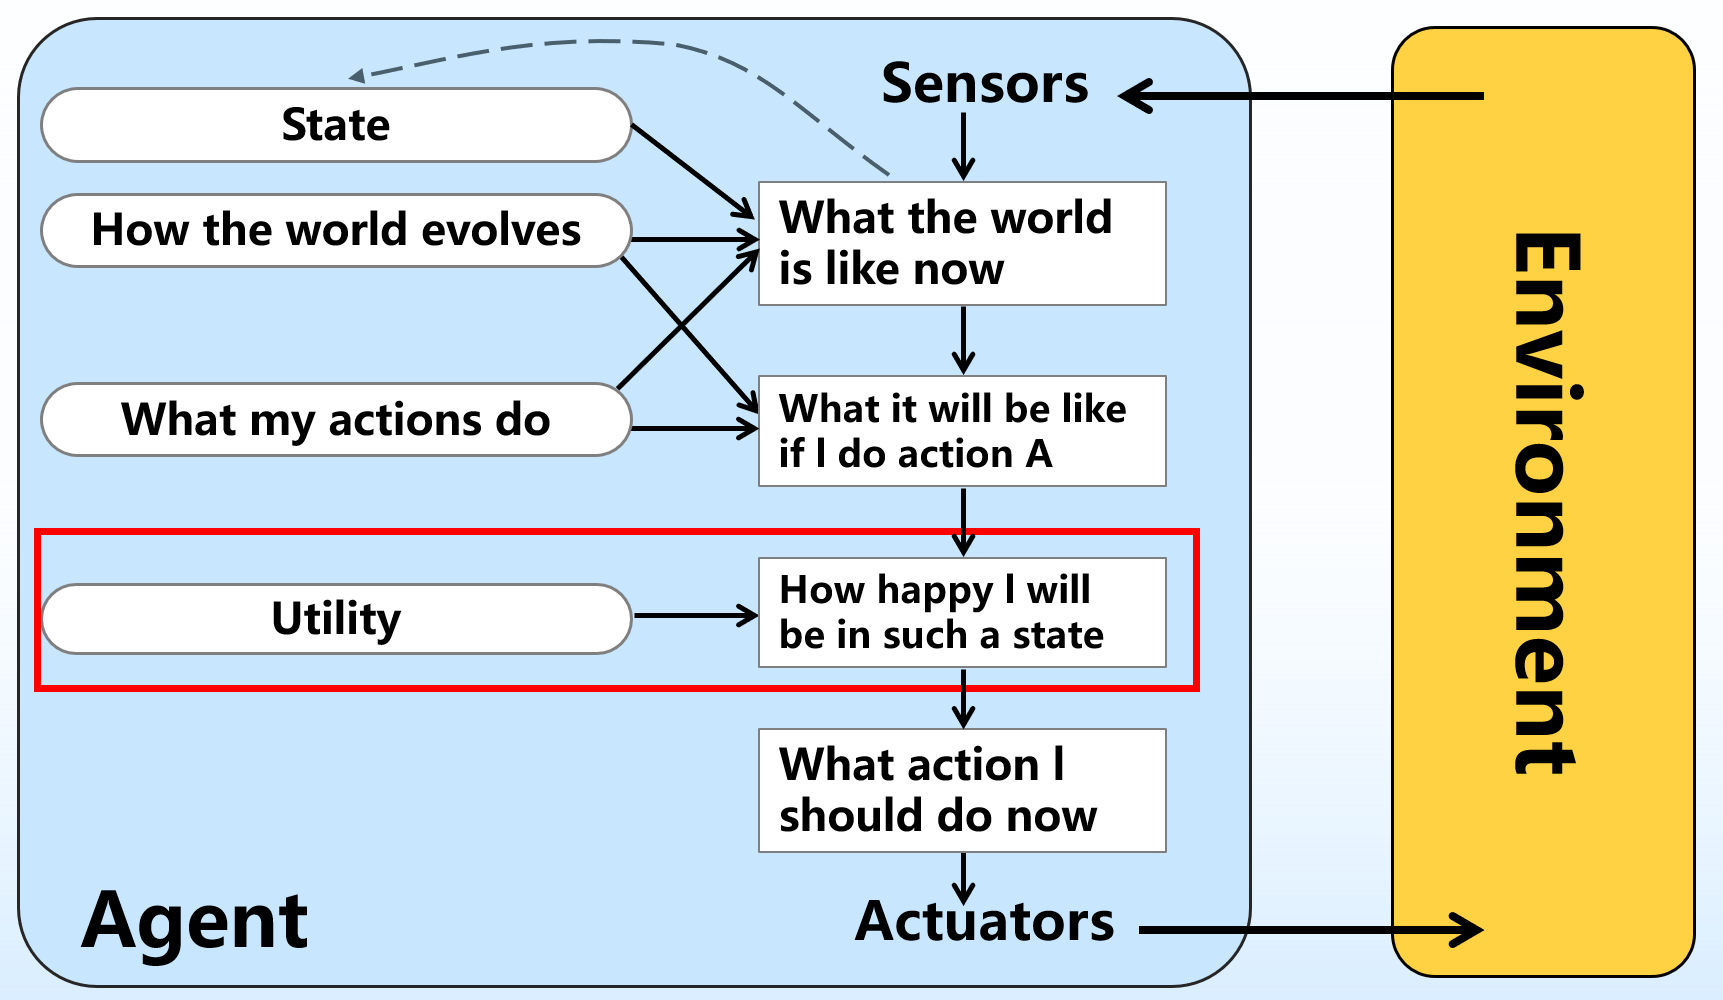 Sensors
State
How the world evolves
What the world
is like now
What my actions do
What it will be like
if l do action A
Utility
How happy l will
be in such a state
What action l
should do now
Agent
Actuators
Environment